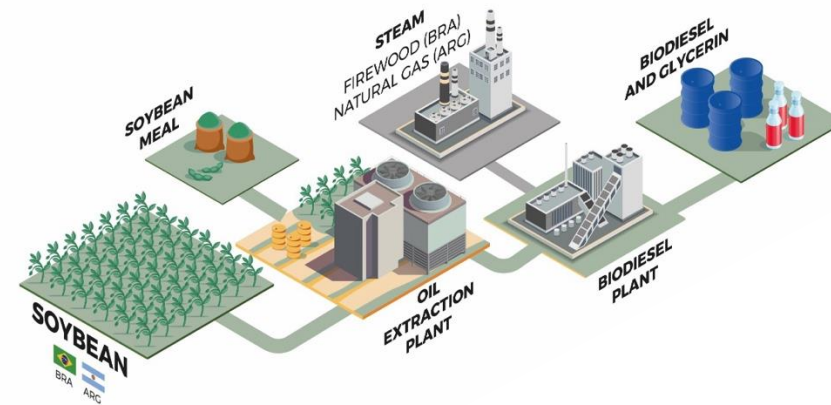 STEAM
FIREWOOD (BRA)
NATURAL GAS (ARG)
BIODIESEL
AND GLYCERIN
SOYBEAN
MEAL
SOYBEAN
BRA
ARG
OIL
EXTRACTION
PLANT
BIODIESEL
PLANT